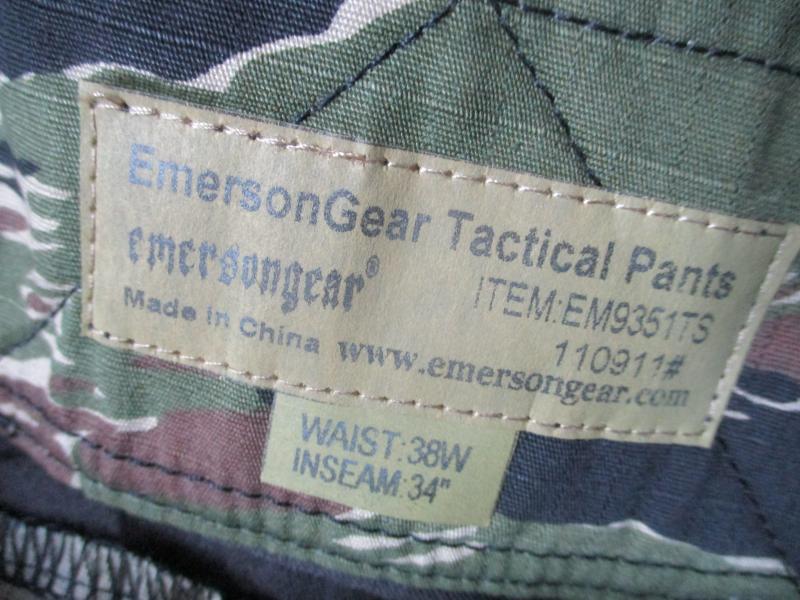 EmersonGear Tactical Pants
emersongear®
ITEM:EM9351TS
Made in China
110911#
www.emersongear.com
WAIST:38W
INSEAM:34"